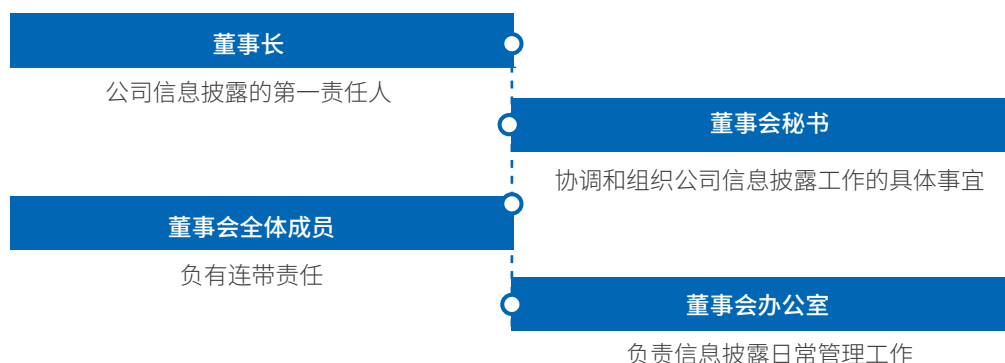 董事长
公司信息披露的第一责任人
董事会秘书
协调和组织公司信息披露工作的具体事宜
董事会全体成员
负有连带责任
董事会办公室
负责信息披露日常管理工作